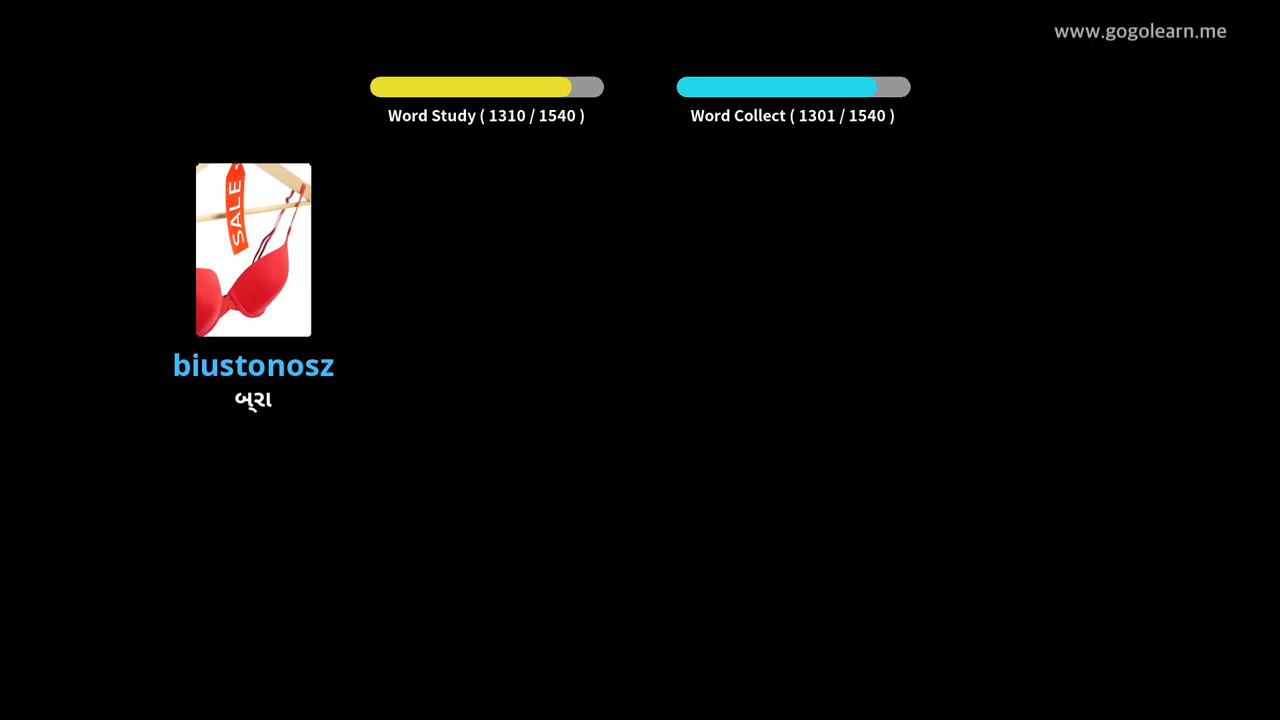 www.gogolearn.me
Word Study ( 1310 / 1540 )
Word Collect ( 1301 / 1540 )
SALE
biustonosz
બ્રા